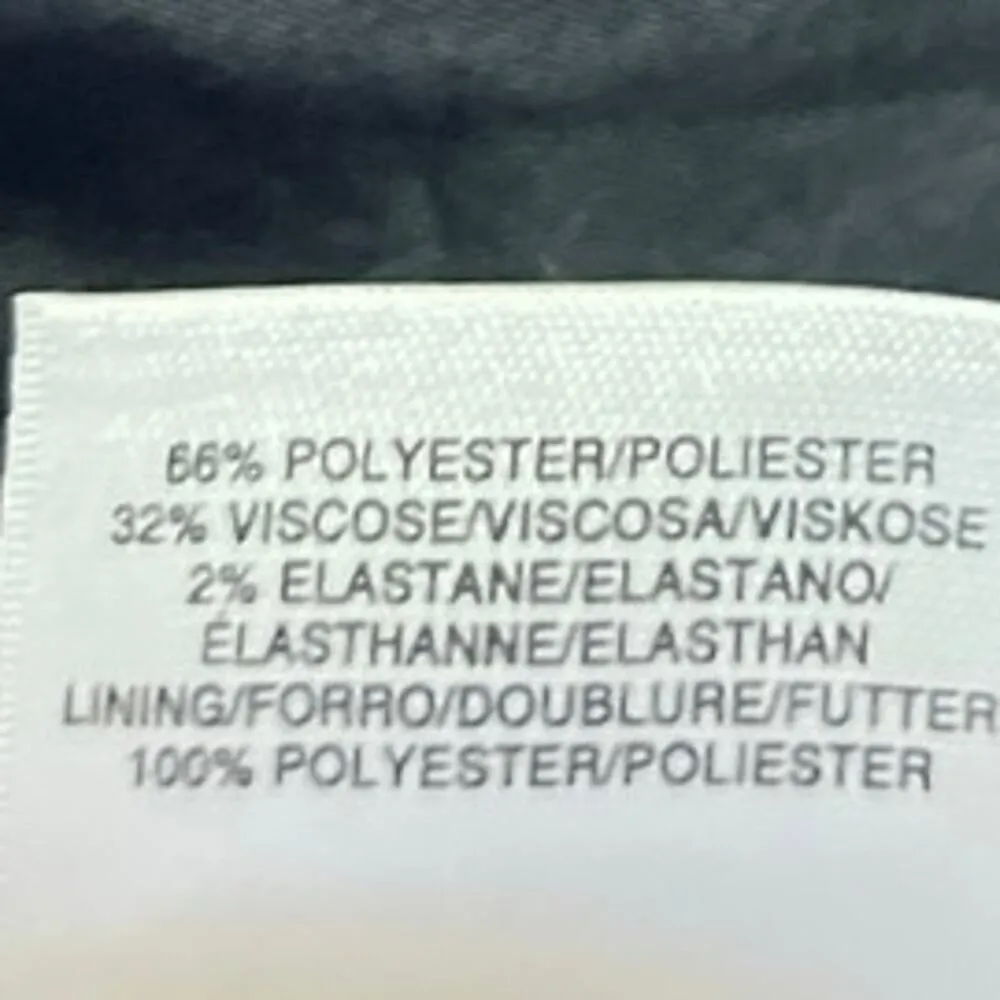 66% POLYESTER/POLIESTER
32% VISCOSE/VISCOSA/VISKOSE
2% ELASTANE/ELASTANO/
ÉLASTHANNE/ELASTHAN
LINING/FORRO/DOUBLURE/FUTTER
100% POLYESTER/POLIESTER